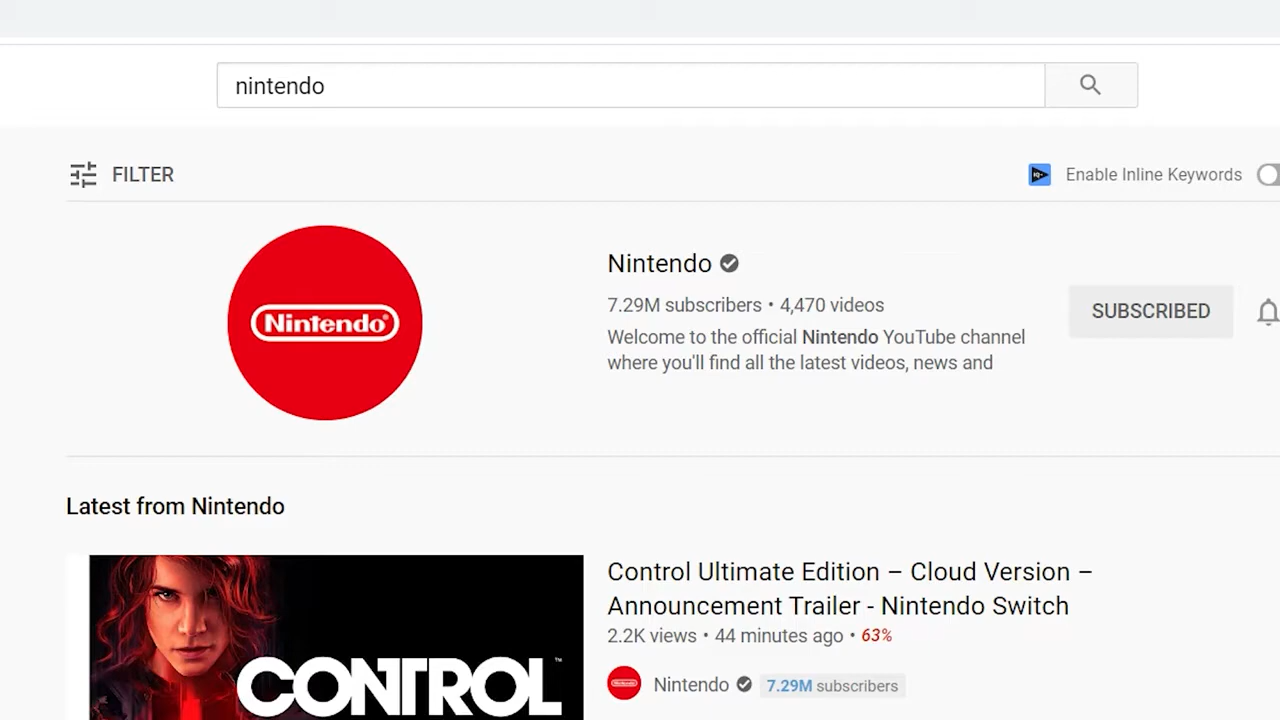 nintendo
FILTER
Enable Inline Keywords
Nintendo®
Nintendo
7.29M subscribers • 4,470 videos
Welcome to the official Nintendo YouTube channel
where you'll find all the latest videos, news and
SUBSCRIBED
Latest from Nintendo
CONTROL™
Control Ultimate Edition – Cloud Version –
Announcement Trailer - Nintendo Switch
2.2K views • 44 minutes ago • 63%
Nintendo
Nintendo
7.29M subscribers